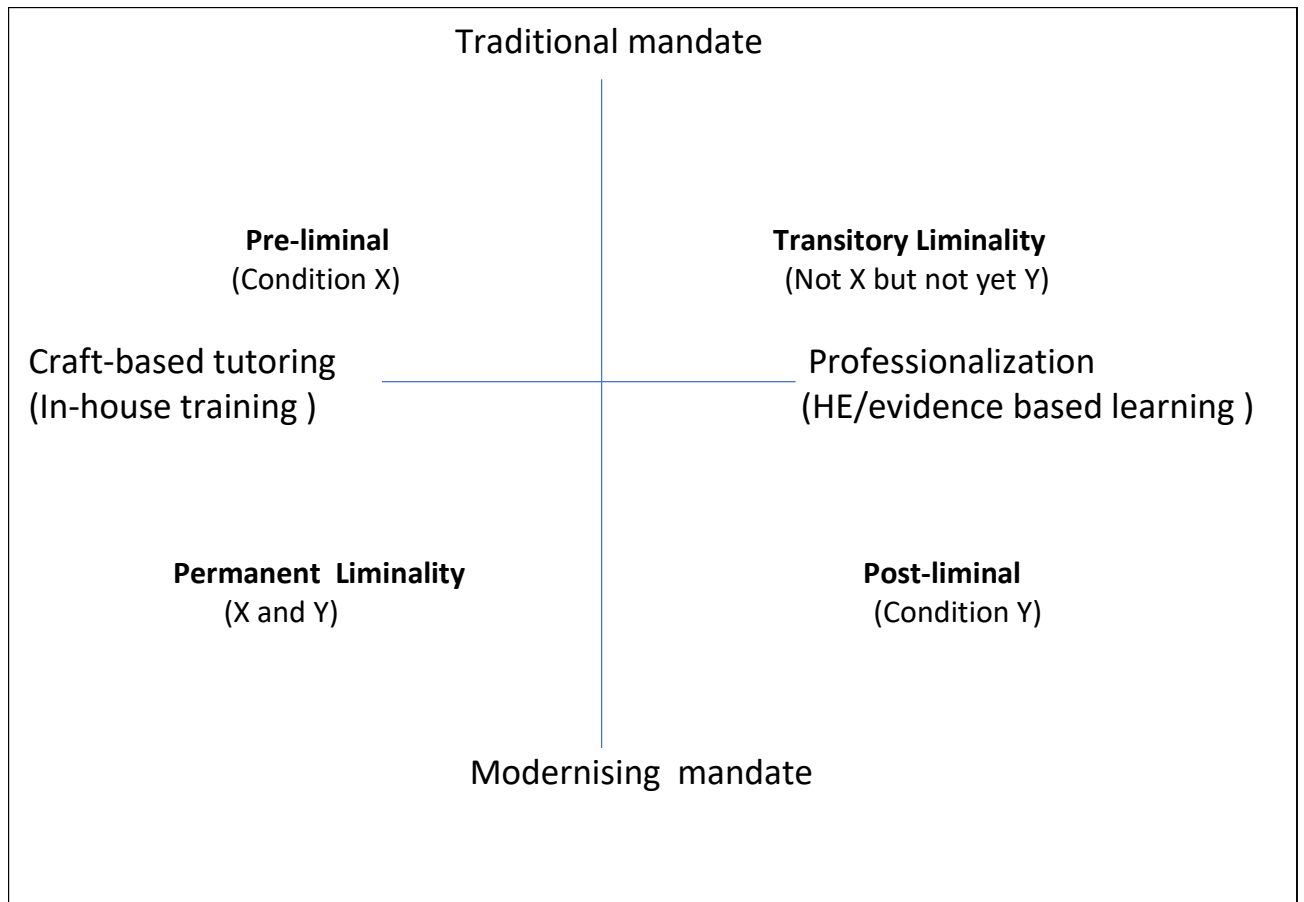 Traditional mandate
Pre-liminal
(Condition X)
Transitory Liminality
(Not X but not yet Y)
Craft-based tutoring
(In-house training )
Professionalization
(HE/evidence based learning )
Permanent Liminality
(X and Y)
Post-liminal
(Condition Y)
Modernising mandate